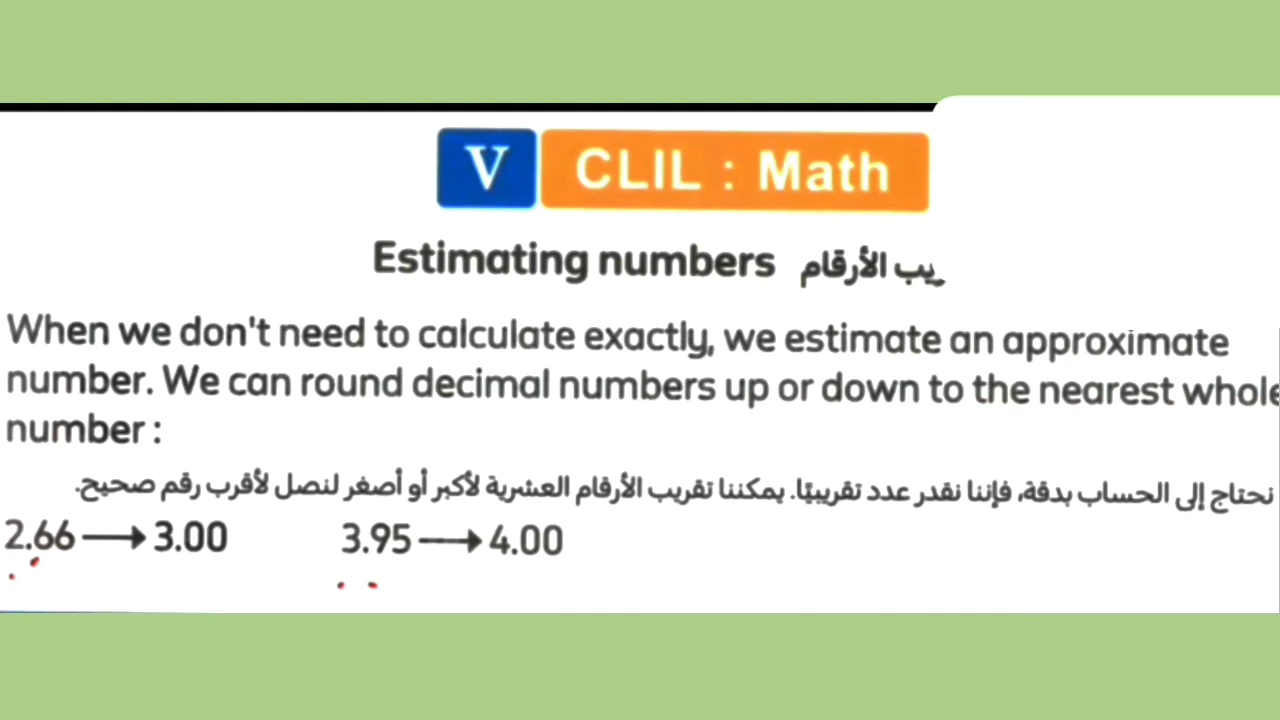 V CLIL : Math
Estimating numbers يب الأرقام
When we don't need to calculate exactly, we estimate an approximate
number. We can round decimal numbers up or down to the nearest whole
number :
نحتاج إلى الحساب بدقة، فإننا نقدر عدد تقريبيًا. يمكننا تقريب الأرقام العشرية لأكبر أو أصغر لنصل لأقرب رقم صحيح.
2.66 → 3.00 3.95 → 4.00